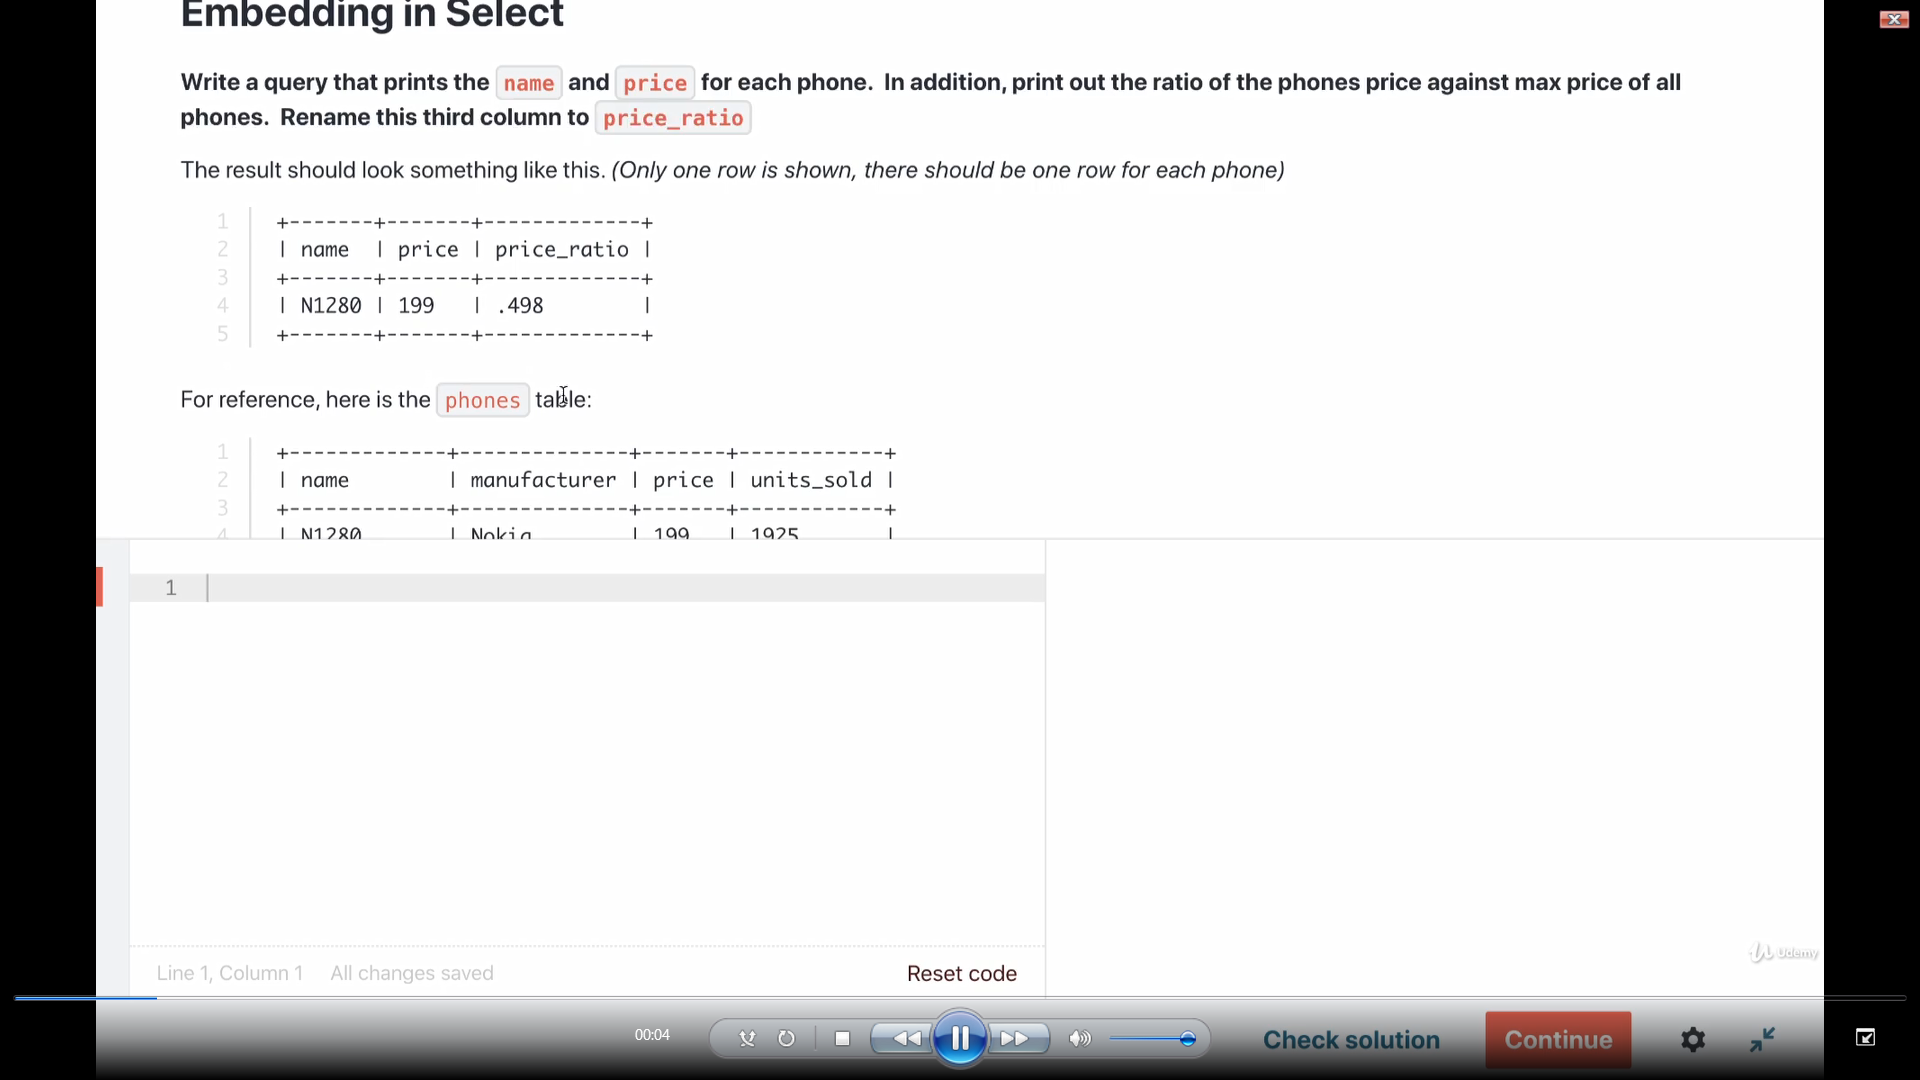 Embedding in Select
Write a query that prints the name and price for each phone. In addition, print out the ratio of the phones price against max price of all
phones. Rename this third column to price_ratio
The result should look something like this. (Only one row is shown, there should be one row for each phone)
1 +-------+-------+-------------+
2 | name | price | price_ratio |
3 +-------+-------+-------------+
4 | N1280 | 199 | .498 |
5 +-------+-------+-------------+
For reference, here is the phones table:
1 +-------------+--------------+-------+------------+
2 | name | manufacturer | price | units_sold |
3 +-------------+--------------+-------+------------+
4 | N1280 | Nokia | 199 | 1925 |
1
Line 1, Column 1 All changes saved Reset code
Udemy
00:04 Check solution Continue